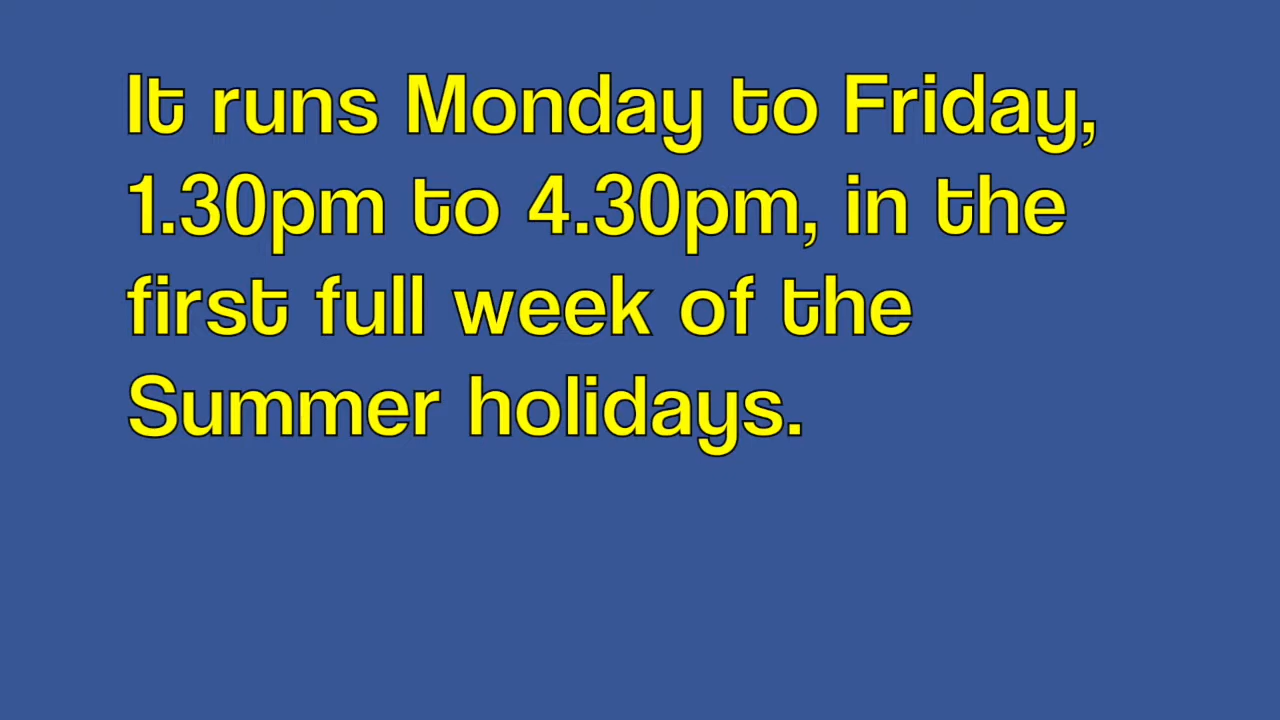 It runs Monday to Friday,
1.30pm to 4.30pm, in the
first full week of the
Summer holidays.